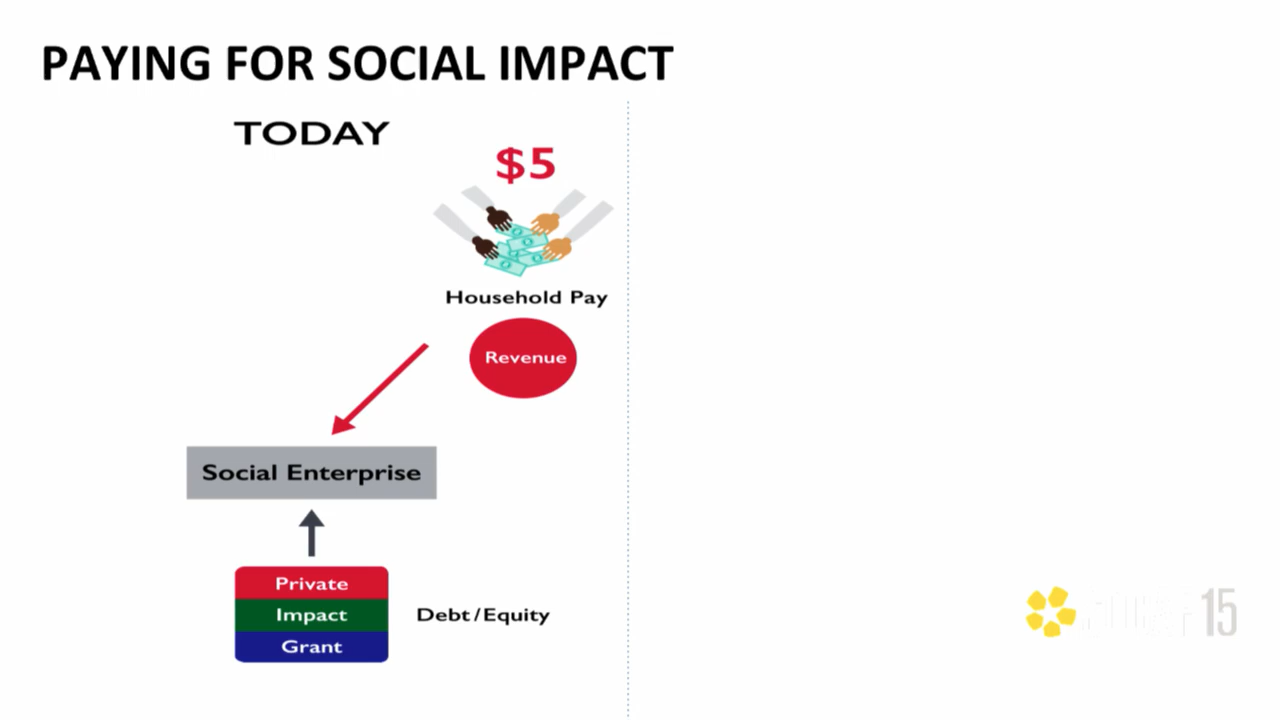 PAYING FOR SOCIAL IMPACT
TODAY
$5
Household Pay
Revenue
Social Enterprise
Private
Impact
Debt/Equity
Grant
15